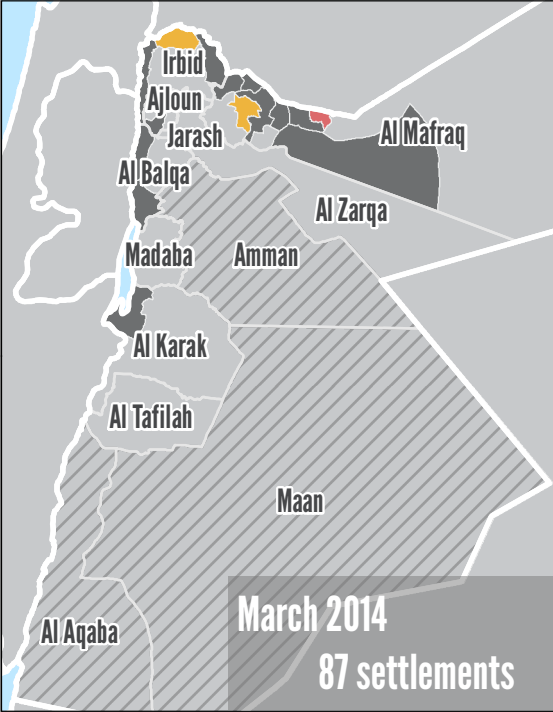 Irbid
Ajloun
Jarash
Al Mafraq
Al Balqa
Al Zarqa
Madaba
Amman
Al Karak
Al Tafilah
Maan
Al Aqaba
March 2014
87 settlements